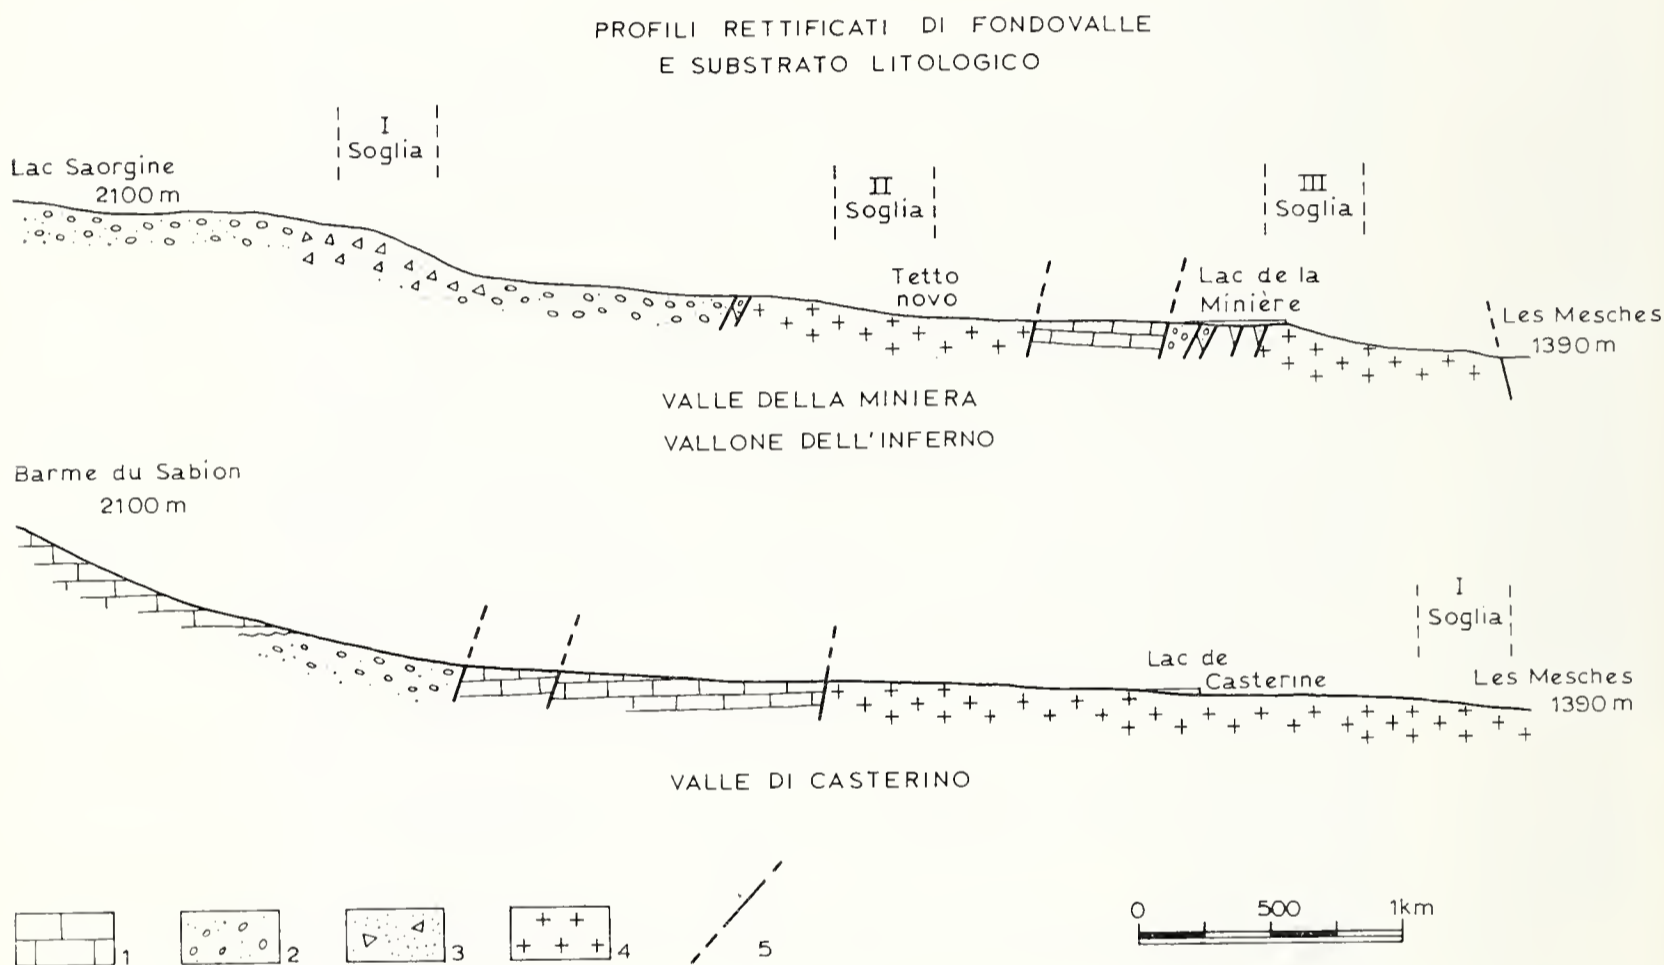 PROFILI RETTIFICATI DI FONDOVALLE
E SUBSTRATO LITOLOGICO
I
Soglia
Lac Saorgine
2100 m
II
Soglia
III
Soglia
Tetto
novo
Lac de la
Minière
Les Mesches
1390 m
VALLE DELLA MINIERA
VALLONE DELL'INFERNO
Barme du Sabion
2100 m
I
Soglia
Lac de
Casterine
Les Mesches
1390 m
VALLE DI CASTERINO
0 500 1km
1 2 3 4 5